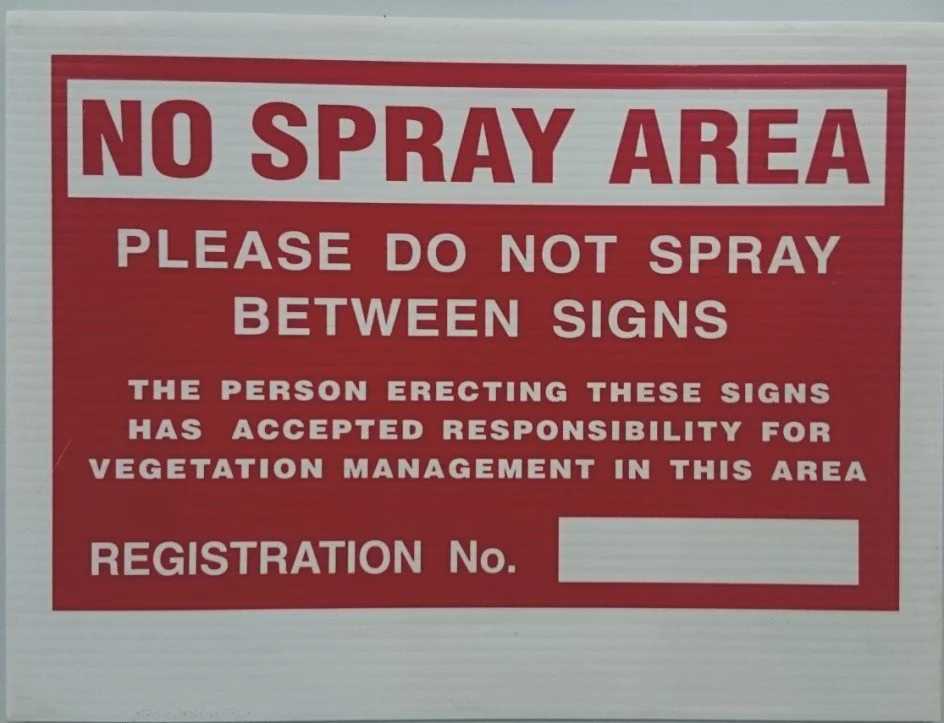 NO SPRAY AREA
PLEASE DO NOT SPRAY
BETWEEN SIGNS
THE PERSON ERECTING THESE SIGNS
HAS ACCEPTED RESPONSIBILITY FOR
VEGETATION MANAGEMENT IN THIS AREA
REGISTRATION No.